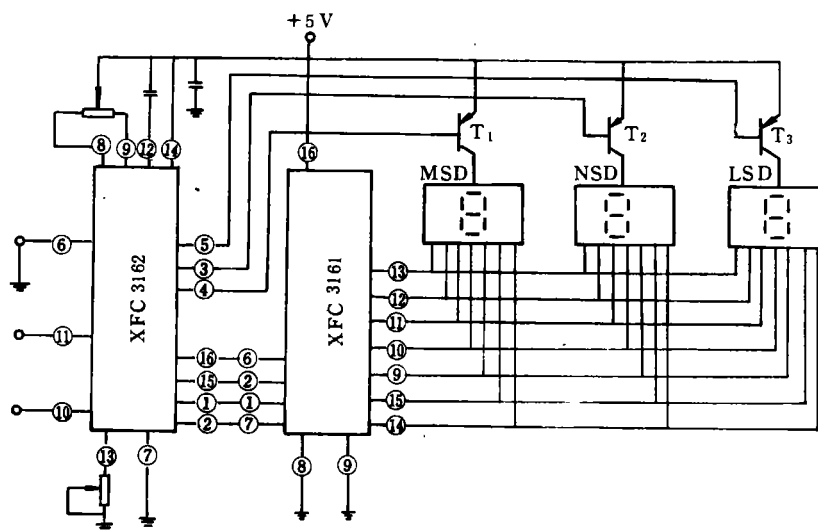 +5V
T₁
T₂
T₃
⑧ ⑨ ⑫ ⑭
⑯
MSD
NSD
LSD
XFC 3162
XFC 3161
⑥
⑪
⑩
⑤
③
④
⑯ ⑥
⑮ ②
① ①
② ⑦
⑬
⑫
⑪
⑩
⑨
⑮
⑭
⑬ ⑦
⑧ ⑨